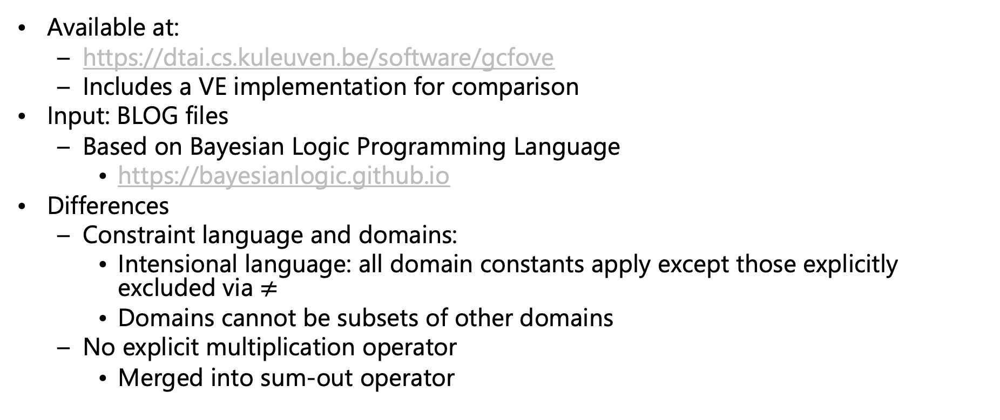 • Available at:
– https://dtai.cs.kuleuven.be/software/gcfove
– Includes a VE implementation for comparison
• Input: BLOG files
– Based on Bayesian Logic Programming Language
• https://bayesianlogic.github.io
• Differences
– Constraint language and domains:
• Intensional language: all domain constants apply except those explicitly
excluded via ≠
• Domains cannot be subsets of other domains
– No explicit multiplication operator
• Merged into sum-out operator